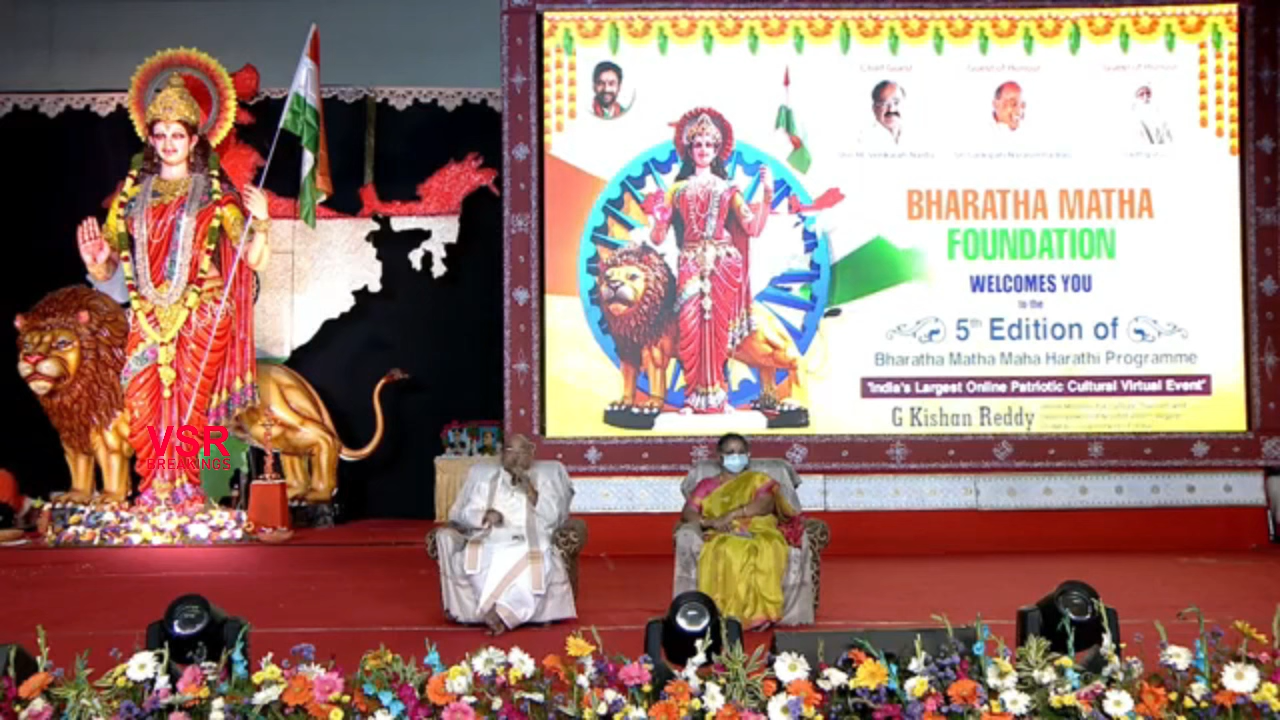 Chief Guest
Guest of Honour
Guest of Honour
BHARATHA MATHA
FOUNDATION
WELCOMES YOU
to the
5th Edition of
Bharatha Matha Maha Harathi Programme
'India's Largest Online Patriotic Cultural Virtual Event'
G Kishan Reddy
VSR
BREAKINGS